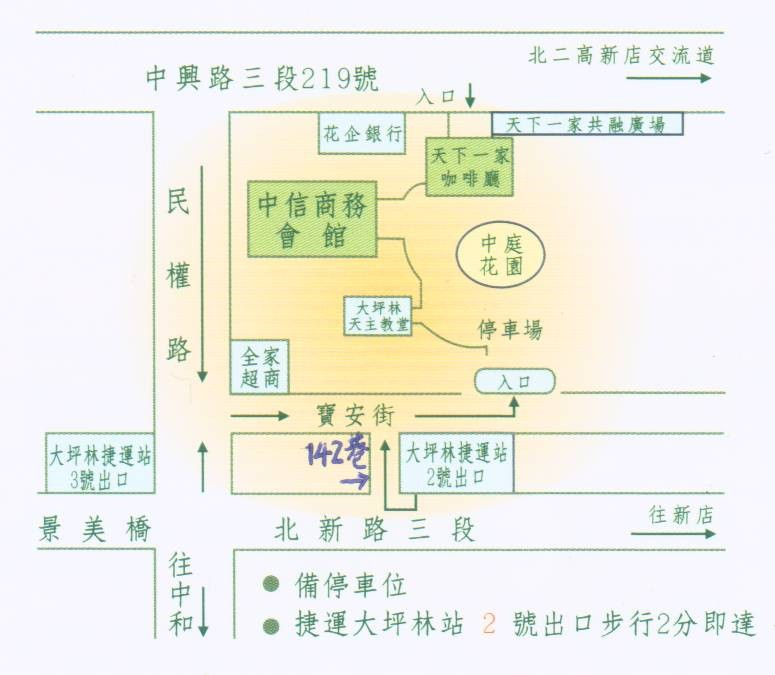 北二高新店交流道
中興路三段219號
入口
花企銀行
天下一家共融廣場
天下一家
咖啡廳
民權路
中信商務
會館
中庭
花園
大坪林
天主教堂
停車場
全家
超商
入口
寶安街
142巷
大坪林捷運站
3號出口
大坪林捷運站
2號出口
景美橋
北新路三段
往新店
往中和
備停車位
捷運大坪林站 2 號出口步行2分即達